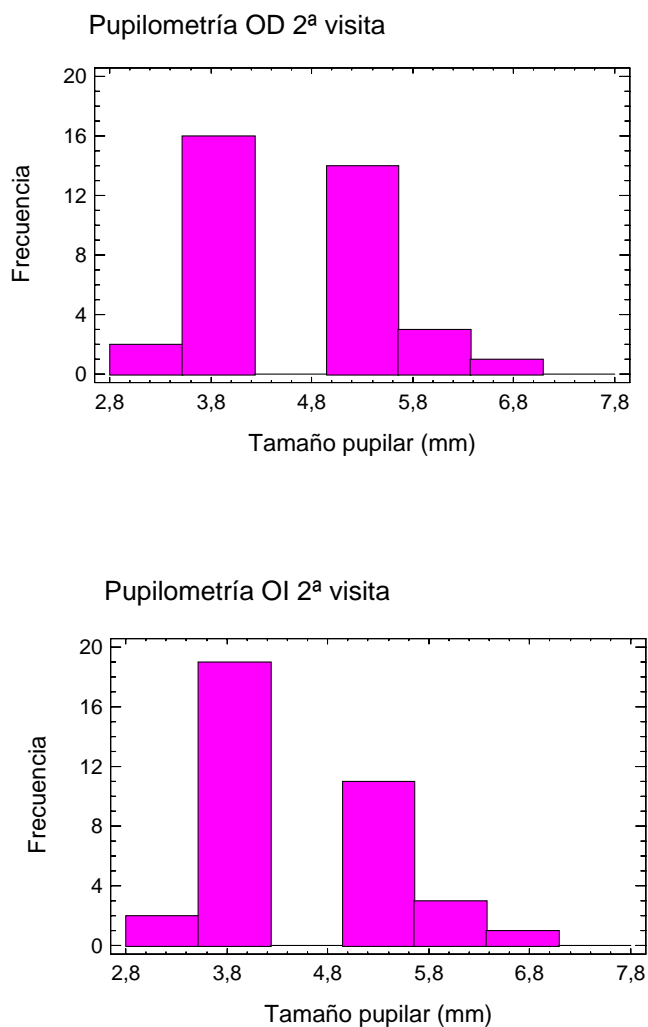 Pupilometría OD 2ª visita
20
16
12
8
4
0
Frecuencia
2,8 3,8 4,8 5,8 6,8 7,8
Tamaño pupilar (mm)
Pupilometría OI 2ª visita
20
16
12
8
4
0
Frecuencia
2,8 3,8 4,8 5,8 6,8 7,8
Tamaño pupilar (mm)